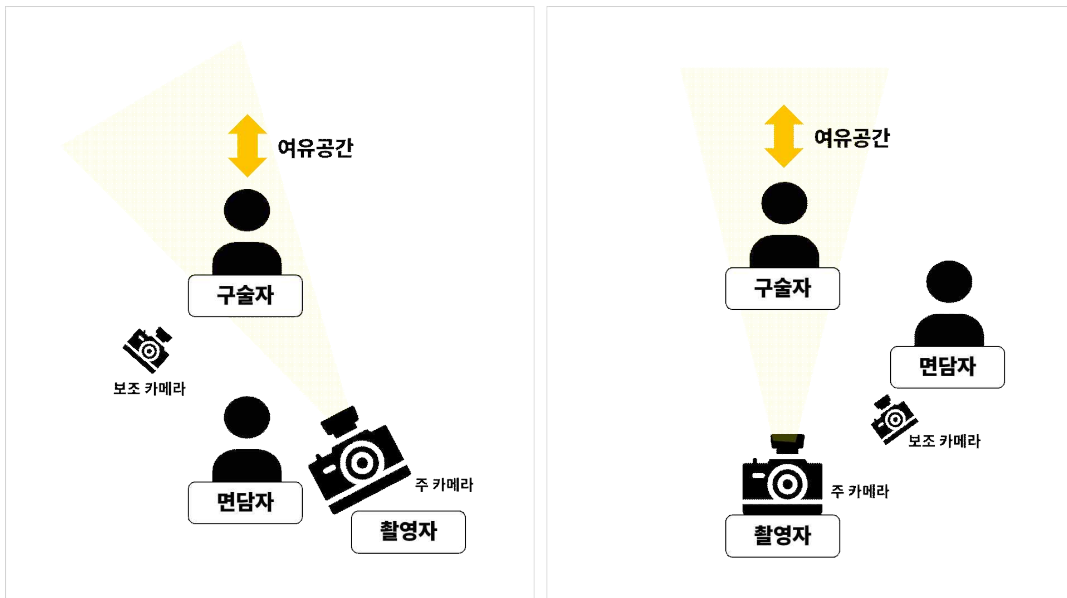 여유공간
구술자
보조 카메라
면담자
주 카메라
촬영자
여유공간
구술자
면담자
보조 카메라
주 카메라
촬영자